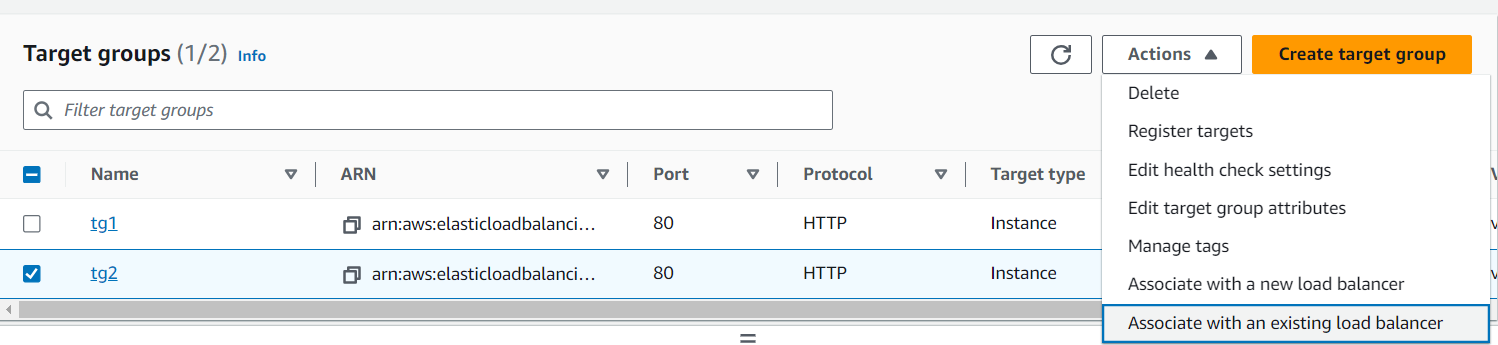 Target groups (1/2) Info
Actions
Create target group
Filter target groups
Delete
Register targets
Edit health check settings
Edit target group attributes
Manage tags
Associate with a new load balancer
Associate with an existing load balancer
Name ARN Port Protocol Target type
tg1 arn:aws:elasticloadbalanci… 80 HTTP Instance
tg2 arn:aws:elasticloadbalanci… 80 HTTP Instance